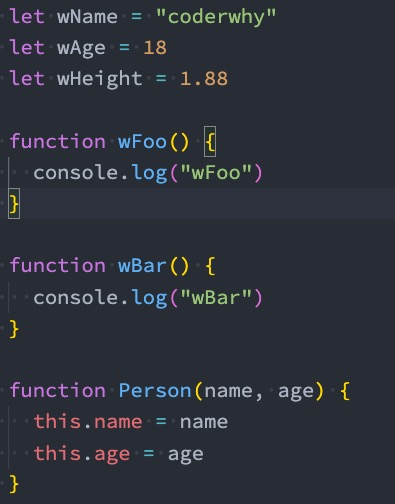 let wName = "coderwhy"
let wAge = 18
let wHeight = 1.88

function wFoo() {
  console.log("wFoo")
}

function wBar() {
  console.log("wBar")
}

function Person(name, age) {
  this.name = name
  this.age = age
}